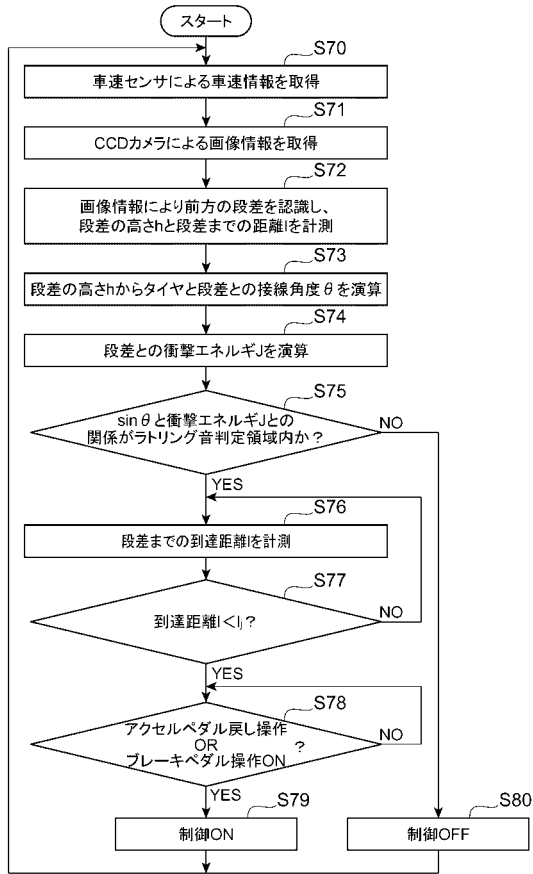 スタート
S70
車速センサによる車速情報を取得
S71
CCDカメラによる画像情報を取得
S72
画像情報により前方の段差を認識し、
段差の高さhと段差までの距離lを計測
S73
段差の高さhからタイヤと段差との接線角度θを演算
S74
段差との衝撃エネルギJを演算
S75
sinθと衝撃エネルギJとの
関係がラトリング音判定領域内か？
NO
YES
S76
段差までの到達距離lを計測
S77
到達距離l＜lj？
NO
YES
S78
アクセルペダル戻し操作
OR ？
ブレーキペダル操作ON
NO
YES
S79
制御ON
S80
制御OFF